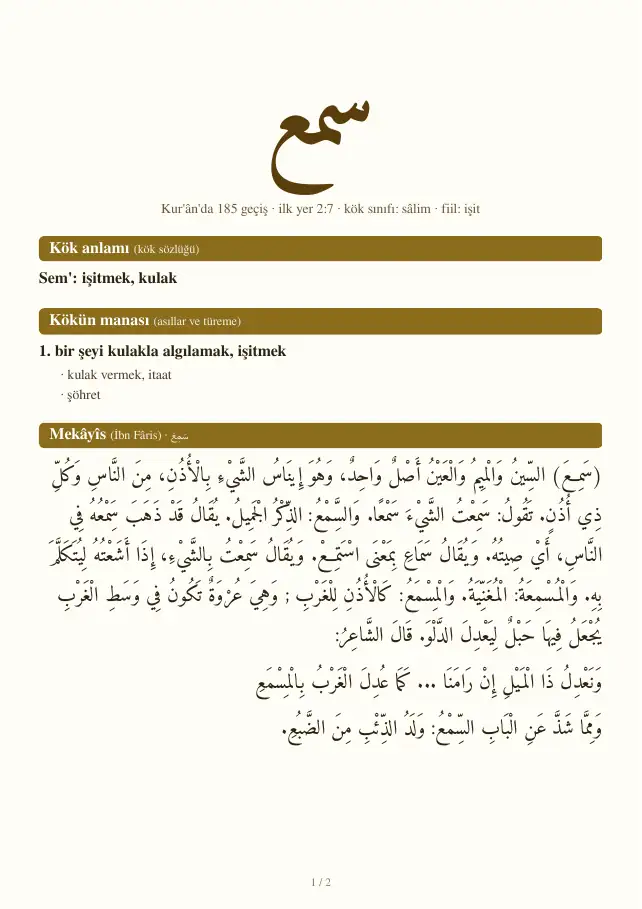 سمع
Kur'ân'da 185 geçiş · ilk yer 2:7 · kök sınıfı: sâlim · fiil: işit
Kök anlamı (kök sözlüğü)
Sem': işitmek, kulak
Kökün manası (asıllar ve türeme)
1. bir şeyi kulakla algılamak, işitmek
· kulak vermek, itaat
· şöhret
Mekâyîs (İbn Fâris) · سَمِعَ
(سَمِعَ) السِّينُ وَالْمِيمُ وَالْعَيْنُ أَصْلٌ وَاحِدٌ، وَهُوَ إِينَاسُ الشَّيْءِ بِالْأُذُنِ، مِنَ النَّاسِ وَكُلِّ
ذِي أُذُنٍ. تَقُولُ: سَمِعْتُ الشَّيْءَ سَمْعًا. وَالسَّمْعُ: الذِّكْرُ الْجَمِيلُ. يُقَالُ قَدْ ذَهَبَ سِمْعُهُ فِي
النَّاسِ، أَيْ صِيتُهُ. وَيُقَالُ سَمَاعِ بِمَعْنَى اسْتَمِعْ. وَيُقَالُ سَمِعْتُ بِالشَّيْءِ، إِذَا أَشَعْتُهُ لِيُتَكَلَّمَ
بِهِ. وَالْمُسْمِعَةُ: الْمُغَنِّيَةُ. وَالْمِسْمَعُ: كَالْأُذُنِ لِلْغَرْبِ ; وَهِيَ عُرْوَةٌ تَكُونُ فِي وَسَطِ الْغَرْبِ
يُجْعَلُ فِيهَا حَبْلٌ لِيَعْدِلَ الدَّلْوَ. قَالَ الشَّاعِرُ:
وَنَعْدِلُ ذَا الْمَيْلِ إِنْ رَامَنَا ... كَمَا عُدِلَ الْغَرْبُ بِالْمِسْمَعِ
وَمِمَّا شَذَّ عَنِ الْبَابِ السِّمْعُ: وَلَدُ الذِّئْبِ مِنَ الضَّبُعِ.
1 / 2